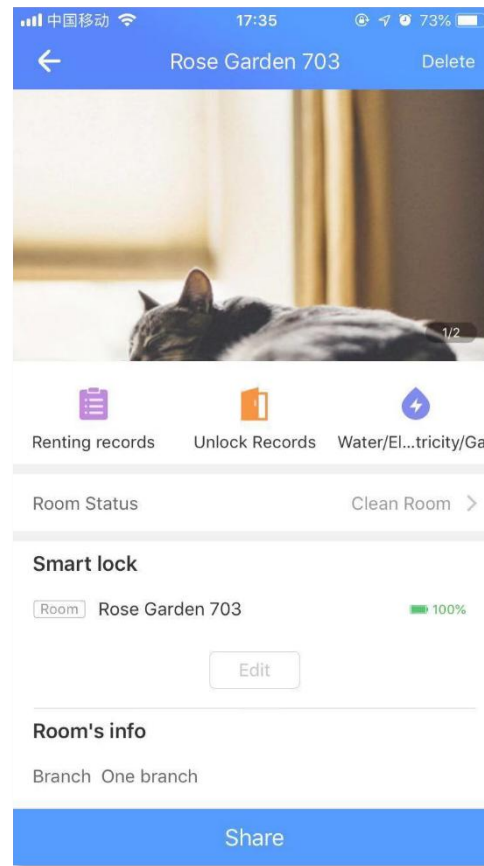 中国移动 17:35 73%
Rose Garden 703 Delete
1/2
Renting records Unlock Records Water/El...tricity/Ga
Room Status Clean Room
Smart lock
Room Rose Garden 703 100%
Edit
Room's info
Branch One branch
Share